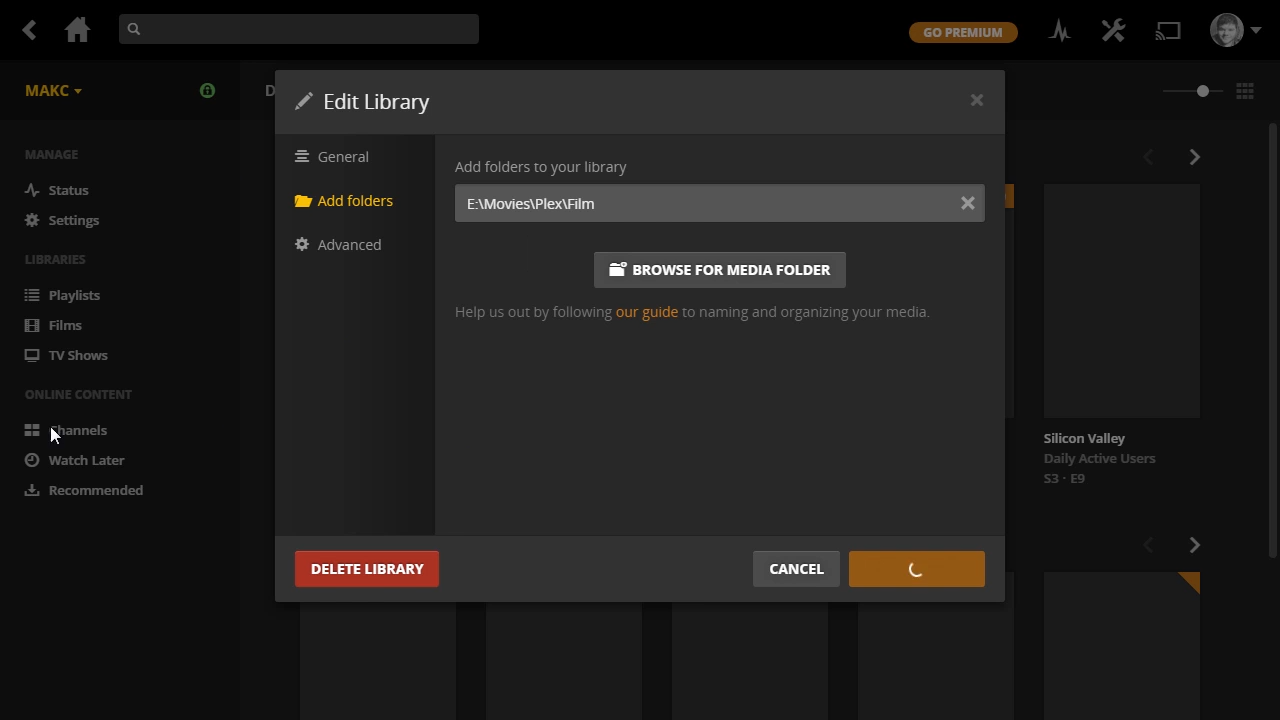 GO PREMIUM
MAKC
D
Edit Library
MANAGE
Status
Settings
LIBRARIES
Playlists
Films
TV Shows
ONLINE CONTENT
Channels
Watch Later
Recommended
General
Add folders
Advanced
Add folders to your library
E:\Movies\Plex\Film
BROWSE FOR MEDIA FOLDER
Help us out by following our guide to naming and organizing your media.
DELETE LIBRARY
CANCEL
Silicon Valley
Daily Active Users
S3 · E9